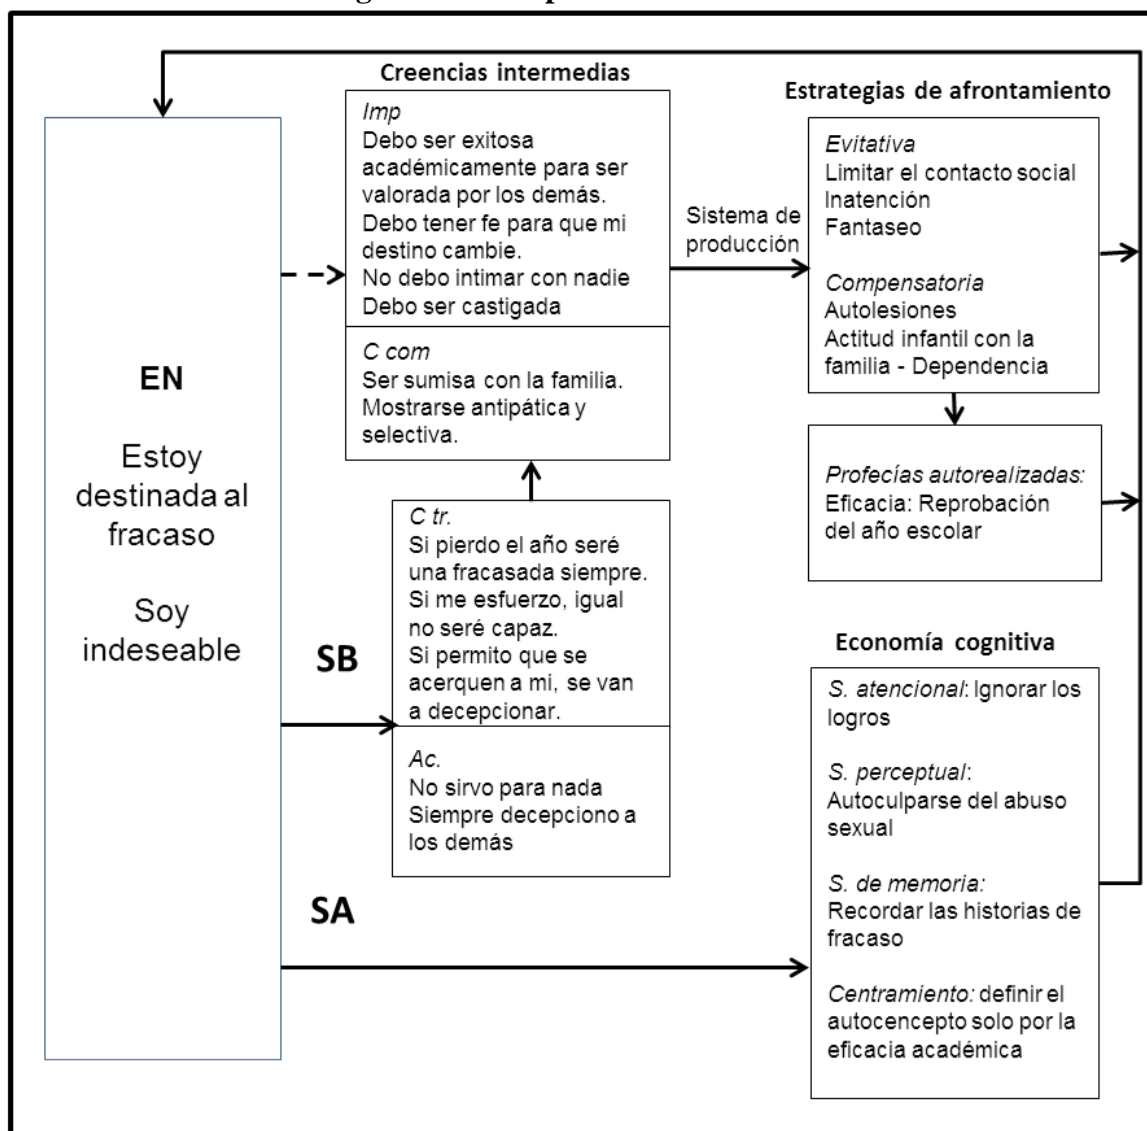 Creencias intermedias
Estrategias de afrontamiento
Imp
Debo ser exitosa
académicamente para ser
valorada por los demás.
Debo tener fe para que mi
destino cambie.
No debo intimar con nadie
Debo ser castigada
C com
Ser sumisa con la familia.
Mostrarse antipática y
selectiva.
Sistema de
producción
Evitativa
Limitar el contacto social
Inatención
Fantaseo
Compensatoria
Autolesiones
Actitud infantil con la
familia - Dependencia
Profecías autorealizadas:
Eficacia: Reprobación
del año escolar
EN
Estoy
destinada al
fracaso
Soy
indeseable
SB
C tr.
Si pierdo el año seré
una fracasada siempre.
Si me esfuerzo, igual
no seré capaz.
Si permito que se
acerquen a mi, se van
a decepcionar.
Ac.
No sirvo para nada
Siempre decepciono a
los demás
SA
Economía cognitiva
S. atencional: Ignorar los
logros
S. perceptual:
Autoculparse del abuso
sexual
S. de memoria:
Recordar las historias de
fracaso
Centramiento: definir el
autocencepto solo por la
eficacia académica